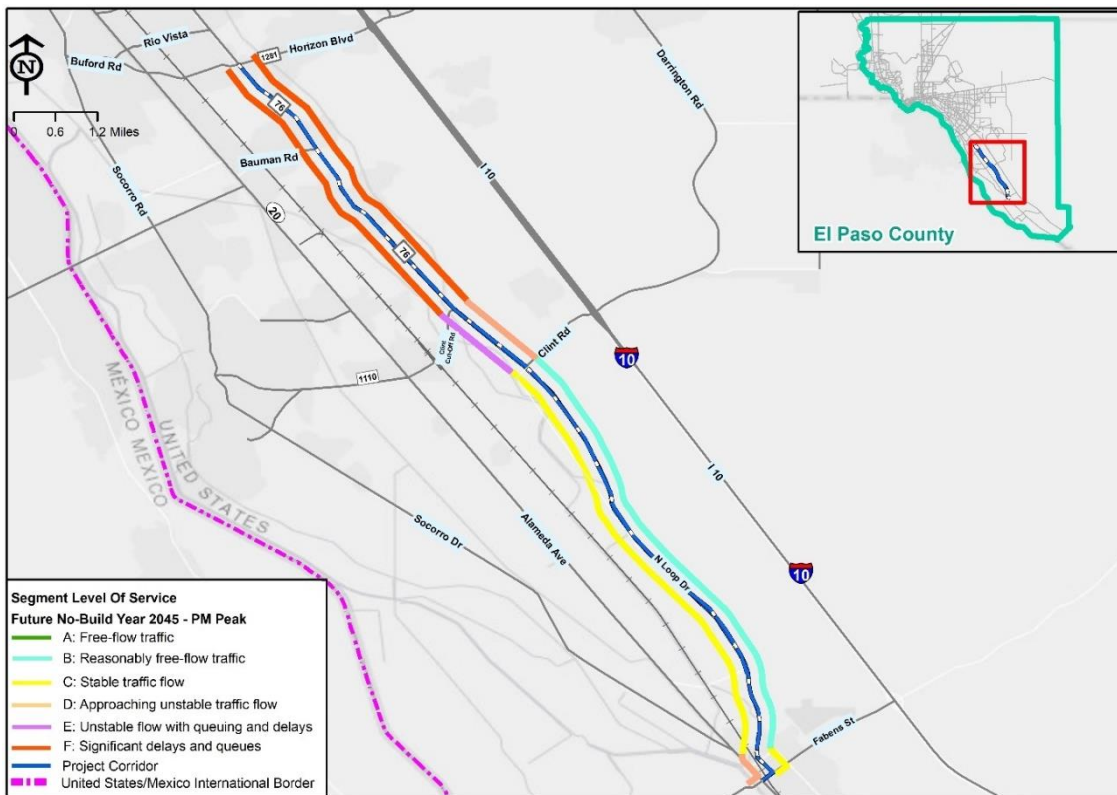 Rio Vista
Buford Rd
1281
Horizon Blvd
N
0 0.6 1.2 Miles
76
Bauman Rd
Socorro Rd
20
76
I 10
Darrington Rd
El Paso County
Clint Cutoff Rd
Clint Rd
10
1110
MÉXICO MEXICO
UNITED STATES
I 10
Socorro Dr
Alameda Ave
N Loop Dr
10
Fabens St
Segment Level Of Service
Future No-Build Year 2045 - PM Peak
A: Free-flow traffic
B: Reasonably free-flow traffic
C: Stable traffic flow
D: Approaching unstable traffic flow
E: Unstable flow with queuing and delays
F: Significant delays and queues
Project Corridor
United States/Mexico International Border